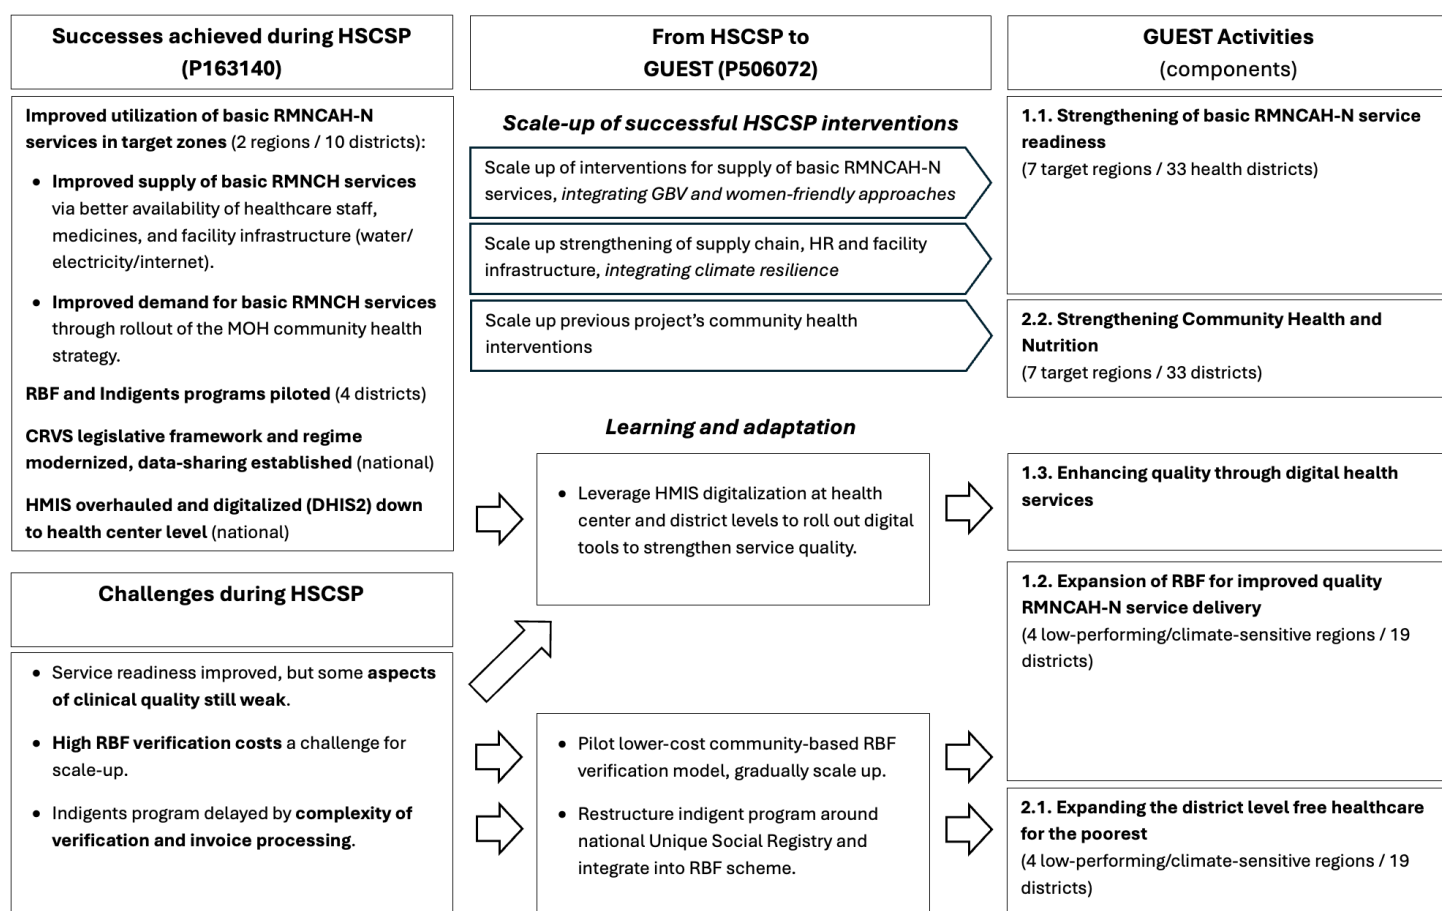 Successes achieved during HSCSP
(P163140)
Improved utilization of basic RMNCAH-N
services in target zones (2 regions / 10 districts):
• Improved supply of basic RMNCH services
via better availability of healthcare staff,
medicines, and facility infrastructure (water/
electricity/internet).
• Improved demand for basic RMNCH services
through rollout of the MOH community health
strategy.
RBF and Indigents programs piloted (4 districts)
CRVS legislative framework and regime
modernized, data-sharing established (national)
HMIS overhauled and digitalized (DHIS2) down
to health center level (national)
Challenges during HSCSP
• Service readiness improved, but some aspects
of clinical quality still weak.
• High RBF verification costs a challenge for
scale-up.
• Indigents program delayed by complexity of
verification and invoice processing.
From HSCSP to
GUEST (P506072)
Scale-up of successful HSCSP interventions
Scale up of interventions for supply of basic RMNCAH-N
services, integrating GBV and women-friendly approaches
Scale up strengthening of supply chain, HR and facility
infrastructure, integrating climate resilience
Scale up previous project's community health
interventions
Learning and adaptation
• Leverage HMIS digitalization at health
center and district levels to roll out digital
tools to strengthen service quality.
• Pilot lower-cost community-based RBF
verification model, gradually scale up.
• Restructure indigent program around
national Unique Social Registry and
integrate into RBF scheme.
GUEST Activities
(components)
1.1. Strengthening of basic RMNCAH-N service
readiness
(7 target regions / 33 health districts)
2.2. Strengthening Community Health and
Nutrition
(7 target regions / 33 districts)
1.3. Enhancing quality through digital health
services
1.2. Expansion of RBF for improved quality
RMNCAH-N service delivery
(4 low-performing/climate-sensitive regions / 19
districts)
2.1. Expanding the district level free healthcare
for the poorest
(4 low-performing/climate-sensitive regions / 19
districts)